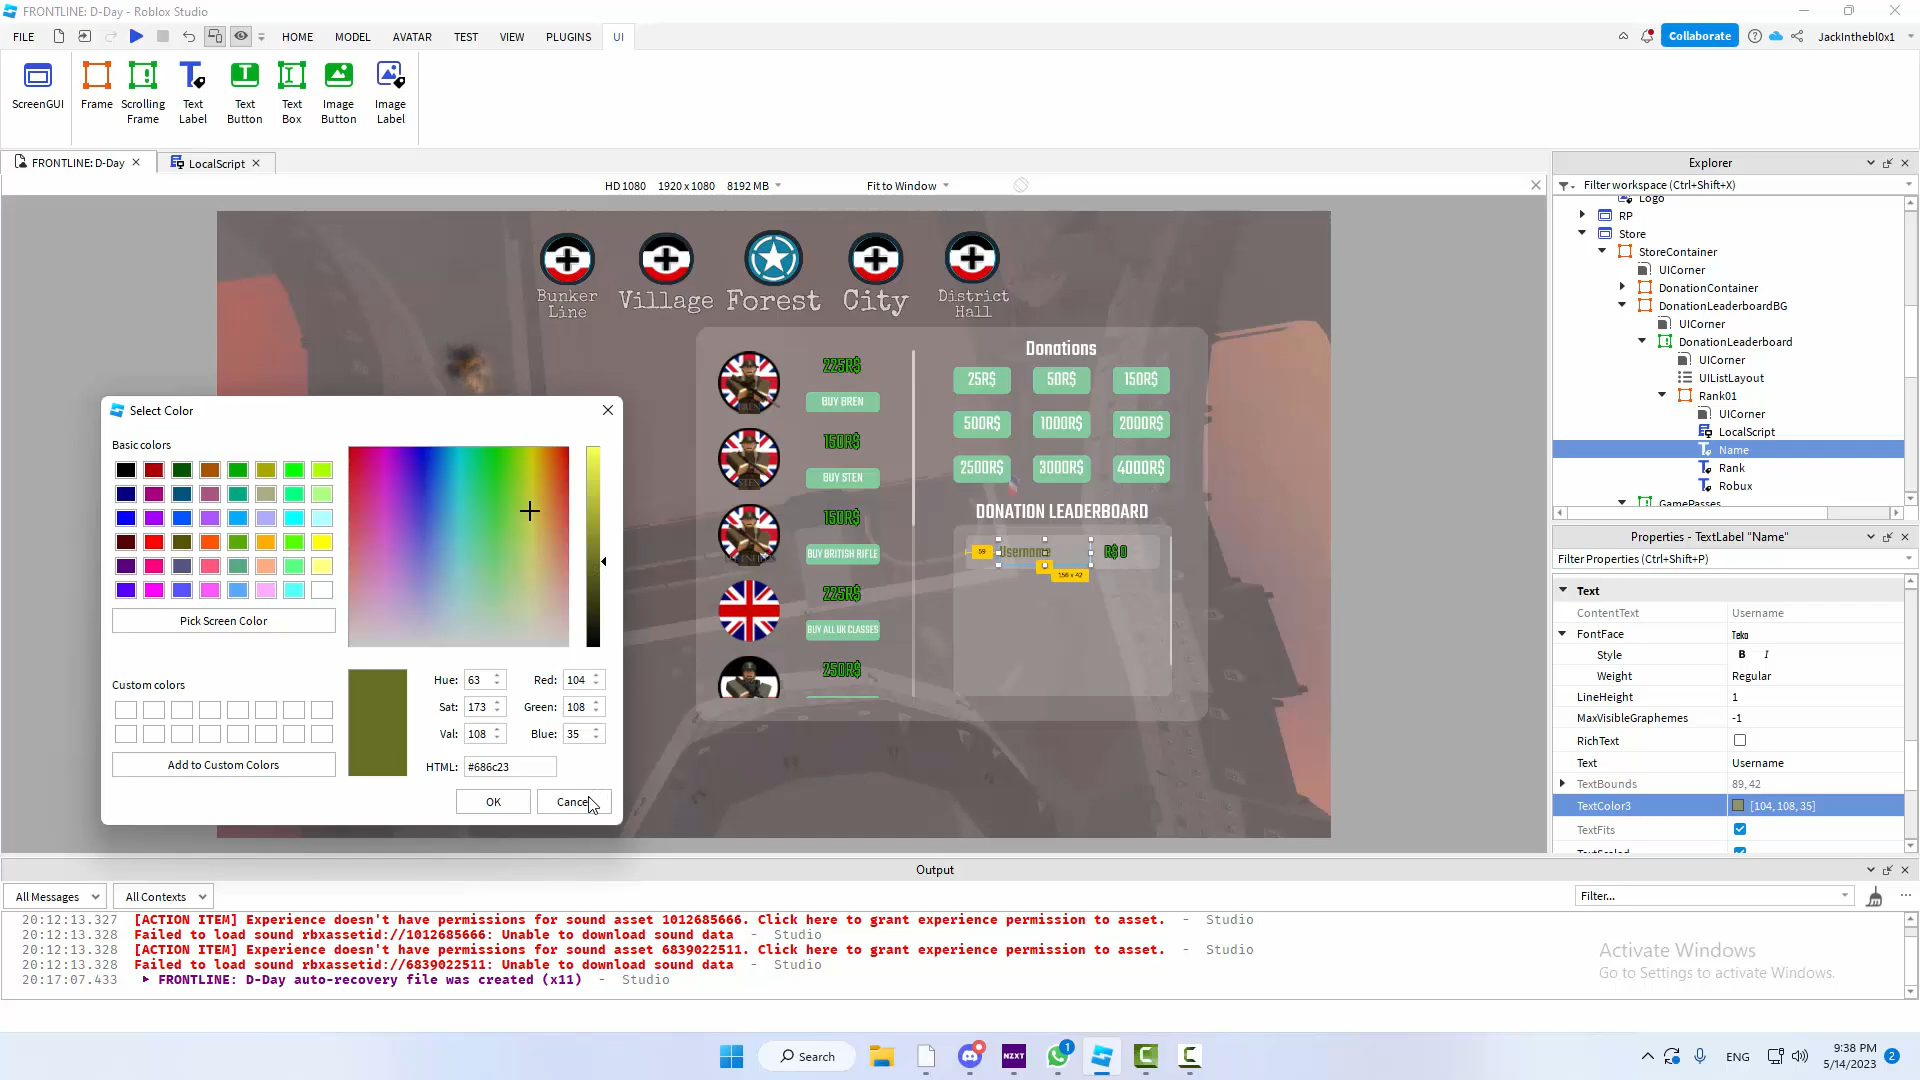 FRONTLINE: D-Day - Roblox Studio
FILE HOME MODEL AVATAR TEST VIEW PLUGINS UI
Collaborate
JackInthebl0x1
ScreenGUI
Frame
Scrolling Frame
Text Label
Text Button
Text Box
Image Button
Image Label
FRONTLINE: D-Day
LocalScript
HD 1080 1920 x 1080 8192 MB
Fit to Window
Bunker Line
Village
Forest
City
District Hall
225R$
BUY BREN
150R$
BUY STEN
150R$
BUY BRITISH RIFLE
225R$
BUY ALL UK CLASSES
250R$
Donations
25R$ 50R$ 150R$
500R$ 1000R$ 2000R$
2500R$ 3000R$ 4000R$
DONATION LEADERBOARD
59
Username
R$ 0
156 x 42
Select Color
Basic colors
Pick Screen Color
Custom colors
Add to Custom Colors
Hue: 63 Red: 104
Sat: 173 Green: 108
Val: 108 Blue: 35
HTML: #686c23
OK
Cancel
Explorer
Filter workspace (Ctrl+Shift+X)
Logo
RP
Store
StoreContainer
UICorner
DonationContainer
DonationLeaderboardBG
UICorner
DonationLeaderboard
UICorner
UIListLayout
Rank01
UICorner
LocalScript
Name
Rank
Robux
GamePasses
Properties - TextLabel "Name"
Filter Properties (Ctrl+Shift+P)
Text
ContentText Username
FontFace Teko
Style B I
Weight Regular
LineHeight 1
MaxVisibleGraphemes -1
RichText
Text Username
TextBounds 89, 42
TextColor3 [104, 108, 35]
TextFits
TextScaled
Output
All Messages
All Contexts
Filter...
20:12:13.327 [ACTION ITEM] Experience doesn't have permissions for sound asset 1012685666. Click here to grant experience permission to asset. - Studio
20:12:13.328 Failed to load sound rbxassetid://1012685666: Unable to download sound data - Studio
20:12:13.328 [ACTION ITEM] Experience doesn't have permissions for sound asset 6839022511. Click here to grant experience permission to asset. - Studio
20:12:13.328 Failed to load sound rbxassetid://6839022511: Unable to download sound data - Studio
20:17:07.433 FRONTLINE: D-Day auto-recovery file was created (x11) - Studio
Activate Windows
Go to Settings to activate Windows.
Search
NZXT
1
ENG
9:38 PM
5/14/2023
2